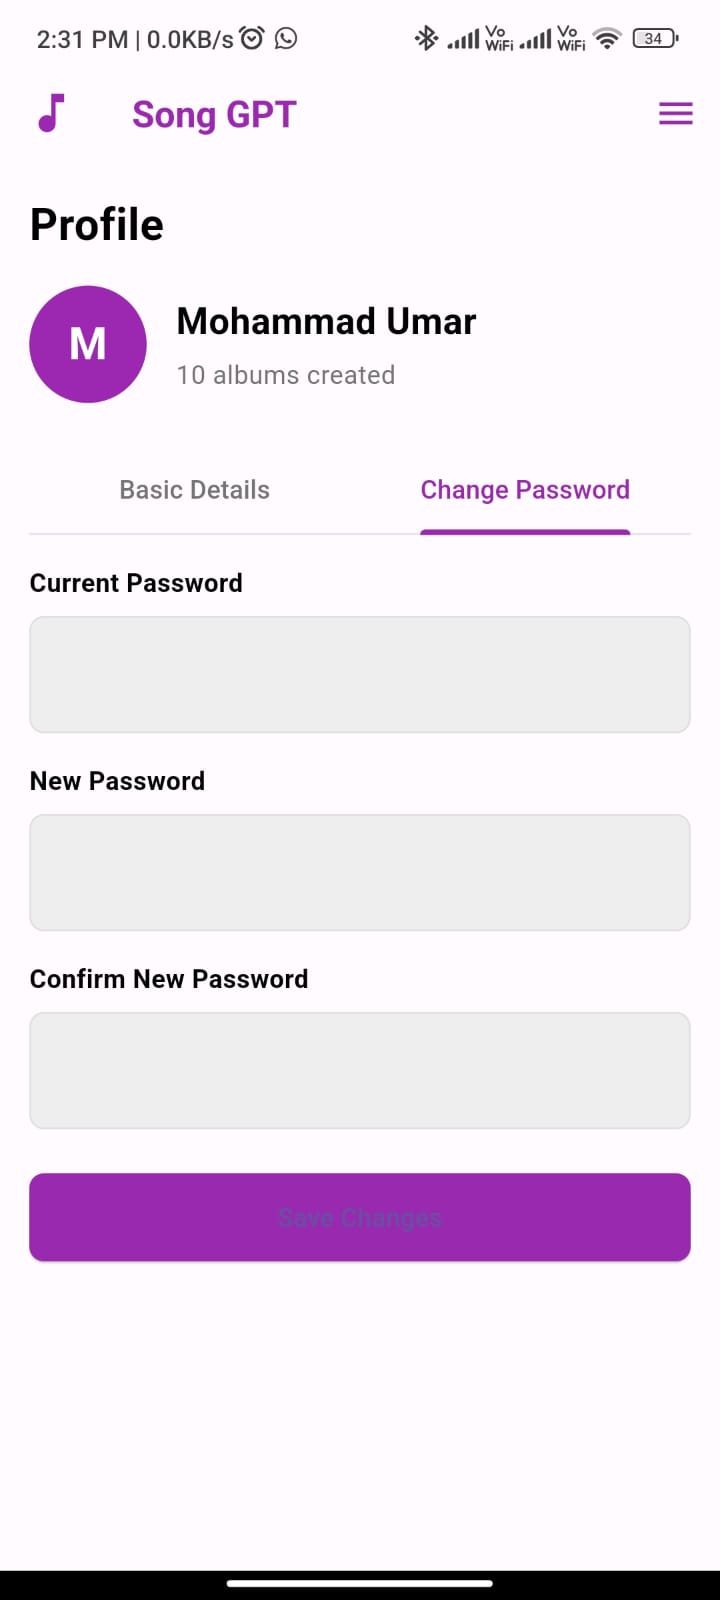 2:31 PM | 0.0KB/s Vo WiFi Vo WiFi 34
Song GPT
Profile
M
Mohammad Umar
10 albums created
Basic Details Change Password
Current Password
New Password
Confirm New Password
Save Changes